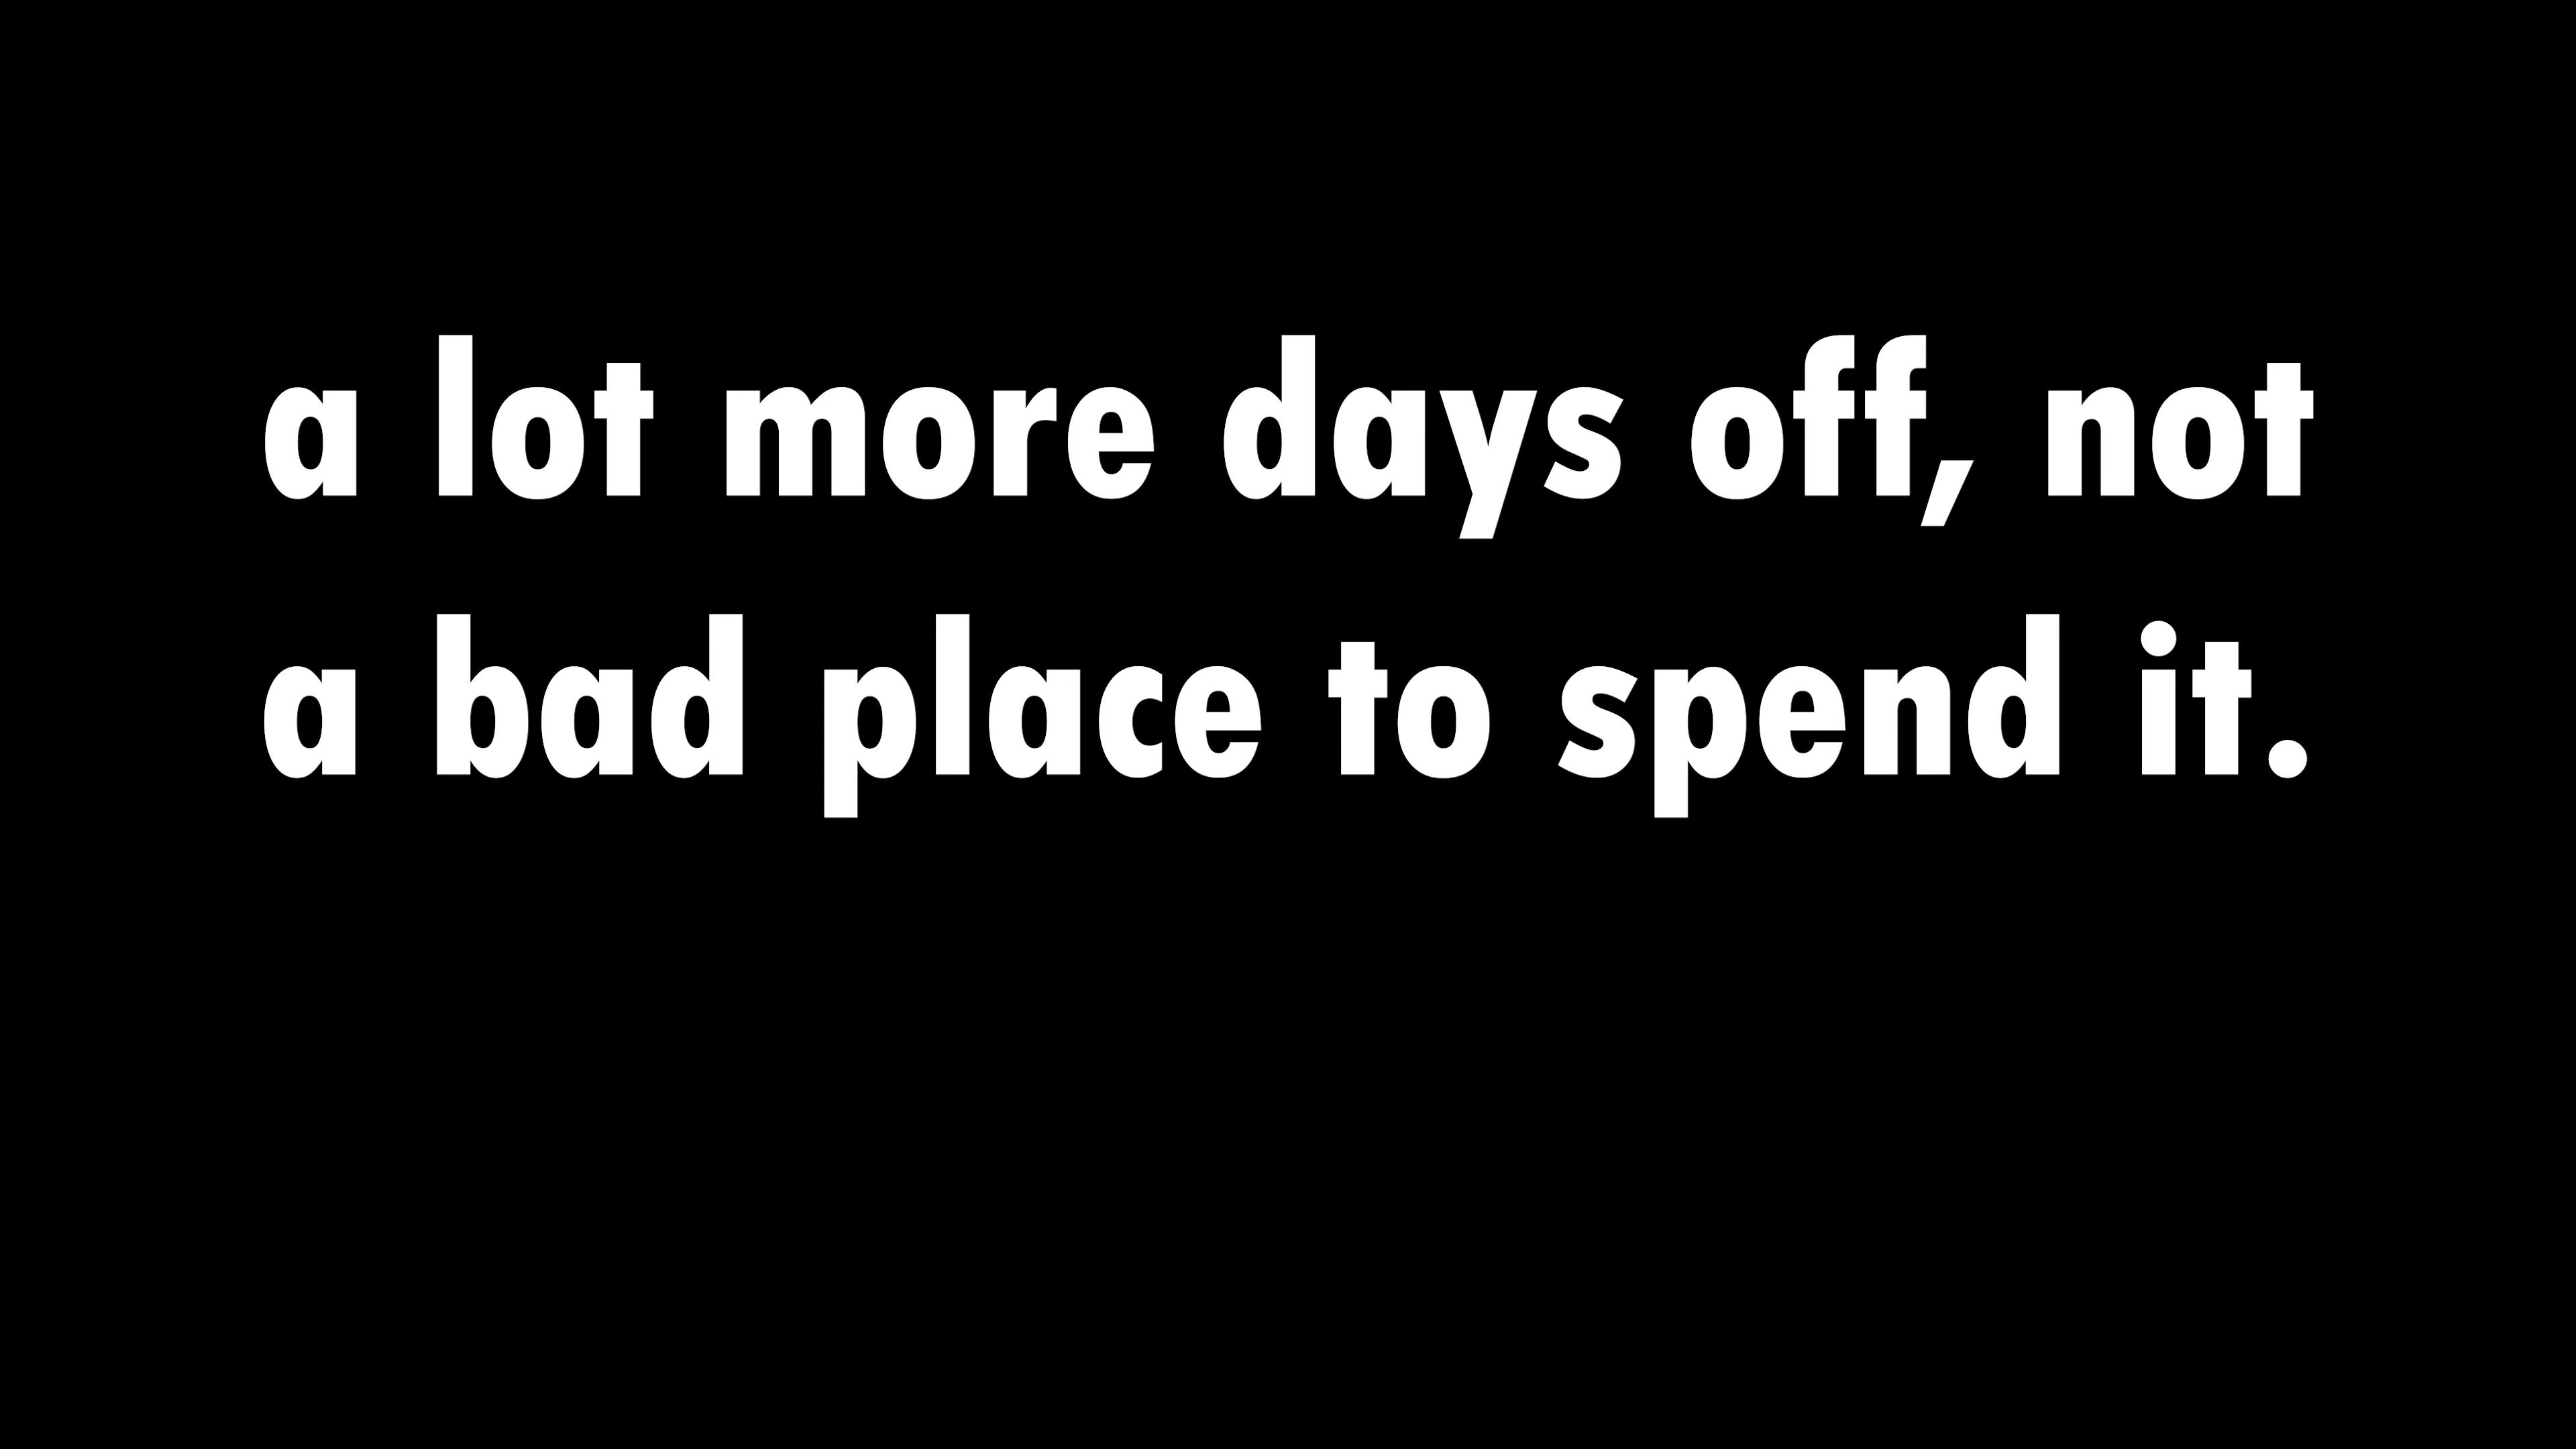 a lot more days off, not
a bad place to spend it.